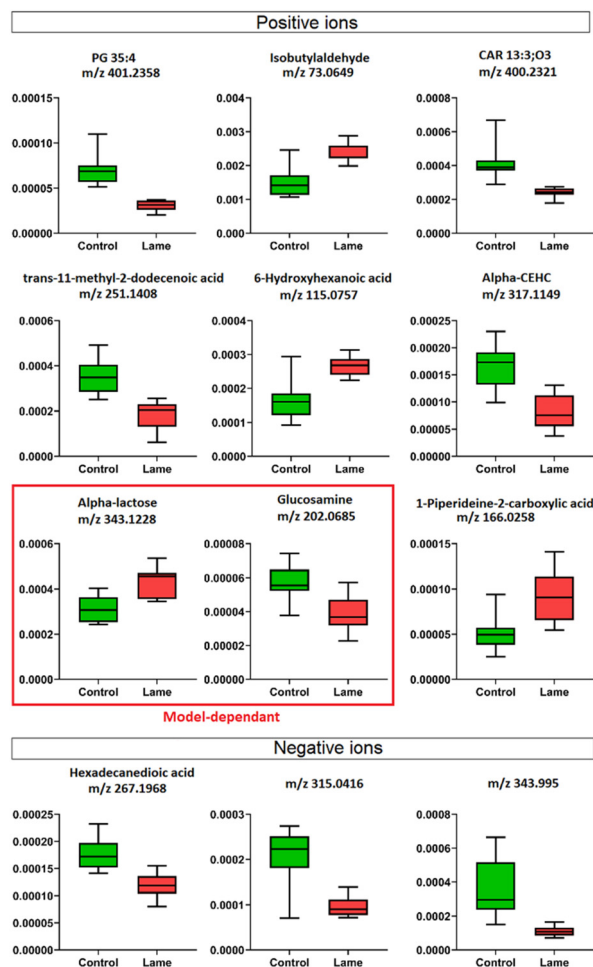 Positive ions
PG 35:4
m/z 401.2358
0.00015
0.00010
0.00005
0.00000
Control Lame
Isobutylaldehyde
m/z 73.0649
0.004
0.003
0.002
0.001
0.000
Control Lame
CAR 13:3;O3
m/z 400.2321
0.0008
0.0006
0.0004
0.0002
0.0000
Control Lame
trans-11-methyl-2-dodecenoic acid
m/z 251.1408
0.0006
0.0004
0.0002
0.0000
Control Lame
6-Hydroxyhexanoic acid
m/z 115.0757
0.0004
0.0003
0.0002
0.0001
0.0000
Control Lame
Alpha-CEHC
m/z 317.1149
0.00025
0.00020
0.00015
0.00010
0.00005
0.00000
Control Lame
Alpha-lactose
m/z 343.1228
0.0006
0.0004
0.0002
0.0000
Control Lame
Glucosamine
m/z 202.0685
0.00008
0.00006
0.00004
0.00002
0.00000
Control Lame
1-Piperideine-2-carboxylic acid
m/z 166.0258
0.00015
0.00010
0.00005
0.00000
Control Lame
Model-dependant
Negative ions
Hexadecanedioic acid
m/z 267.1968
0.00025
0.00020
0.00015
0.00010
0.00005
0.00000
Control Lame
m/z 315.0416
0.0003
0.0002
0.0001
0.0000
Control Lame
m/z 343.995
0.0008
0.0006
0.0004
0.0002
0.0000
Control Lame